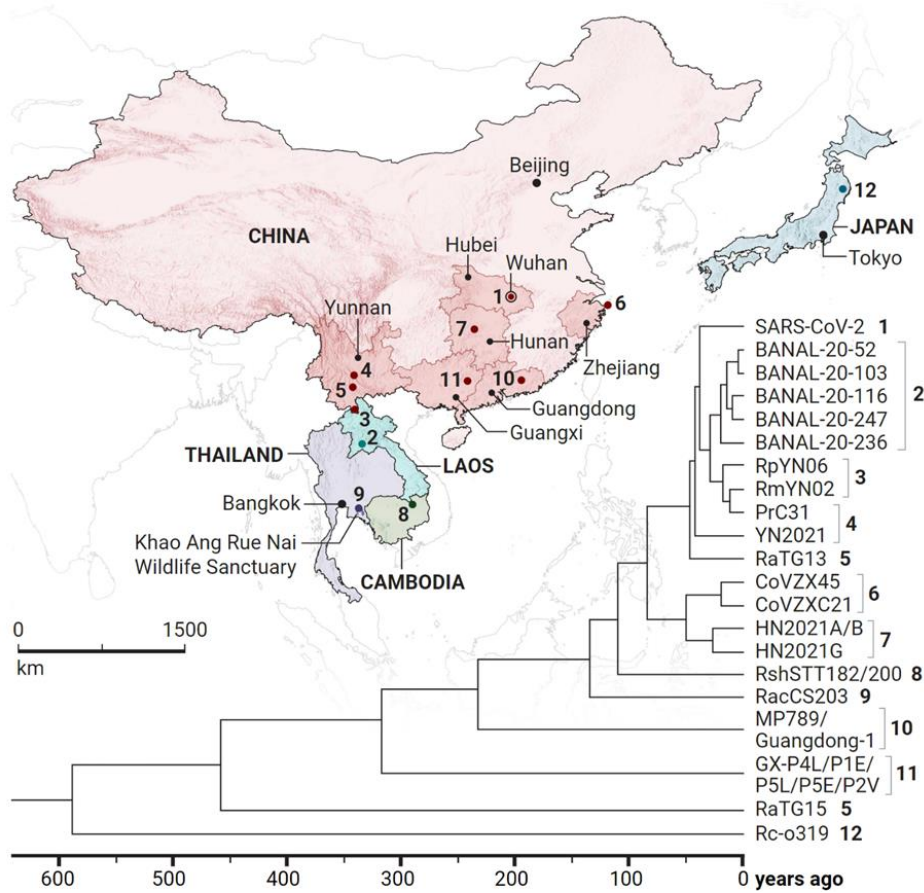 Beijing
12
CHINA
JAPAN
Hubei
Tokyo
Wuhan
1
6
Yunnan
7
Hunan
4
Zhejiang
5
11
10
Guangdong
3
Guangxi
2
THAILAND
LAOS
9
Bangkok
8
Khao Ang Rue Nai
Wildlife Sanctuary
CAMBODIA
0 1500
km
SARS-CoV-2 1
BANAL-20-52
BANAL-20-103
BANAL-20-116
BANAL-20-247
BANAL-20-236
2
RpYN06
RmYN02
3
PrC31
YN2021
4
RaTG13 5
CoVZX45
CoVZXC21
6
HN2021A/B
HN2021G
7
RshSTT182/200 8
RacCS203 9
MP789/
Guangdong-1
10
GX-P4L/P1E/
P5L/P5E/P2V
11
RaTG15 5
Rc-o319 12
600 500 400 300 200 100 0 years ago